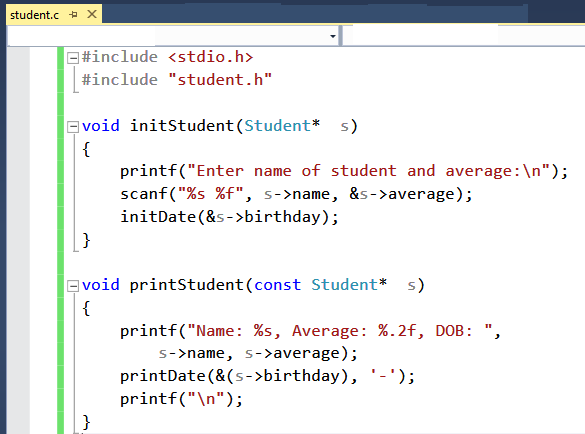 student.c
#include <stdio.h>
#include "student.h"
void initStudent(Student*  s)
{
printf("Enter name of student and average:\n");
scanf("%s %f", s->name, &s->average);
initDate(&s->birthday);
}
void printStudent(const Student*  s)
{
printf("Name: %s, Average: %.2f, DOB: ",
s->name, s->average);
printDate(&(s->birthday), '-');
printf("\n");
}